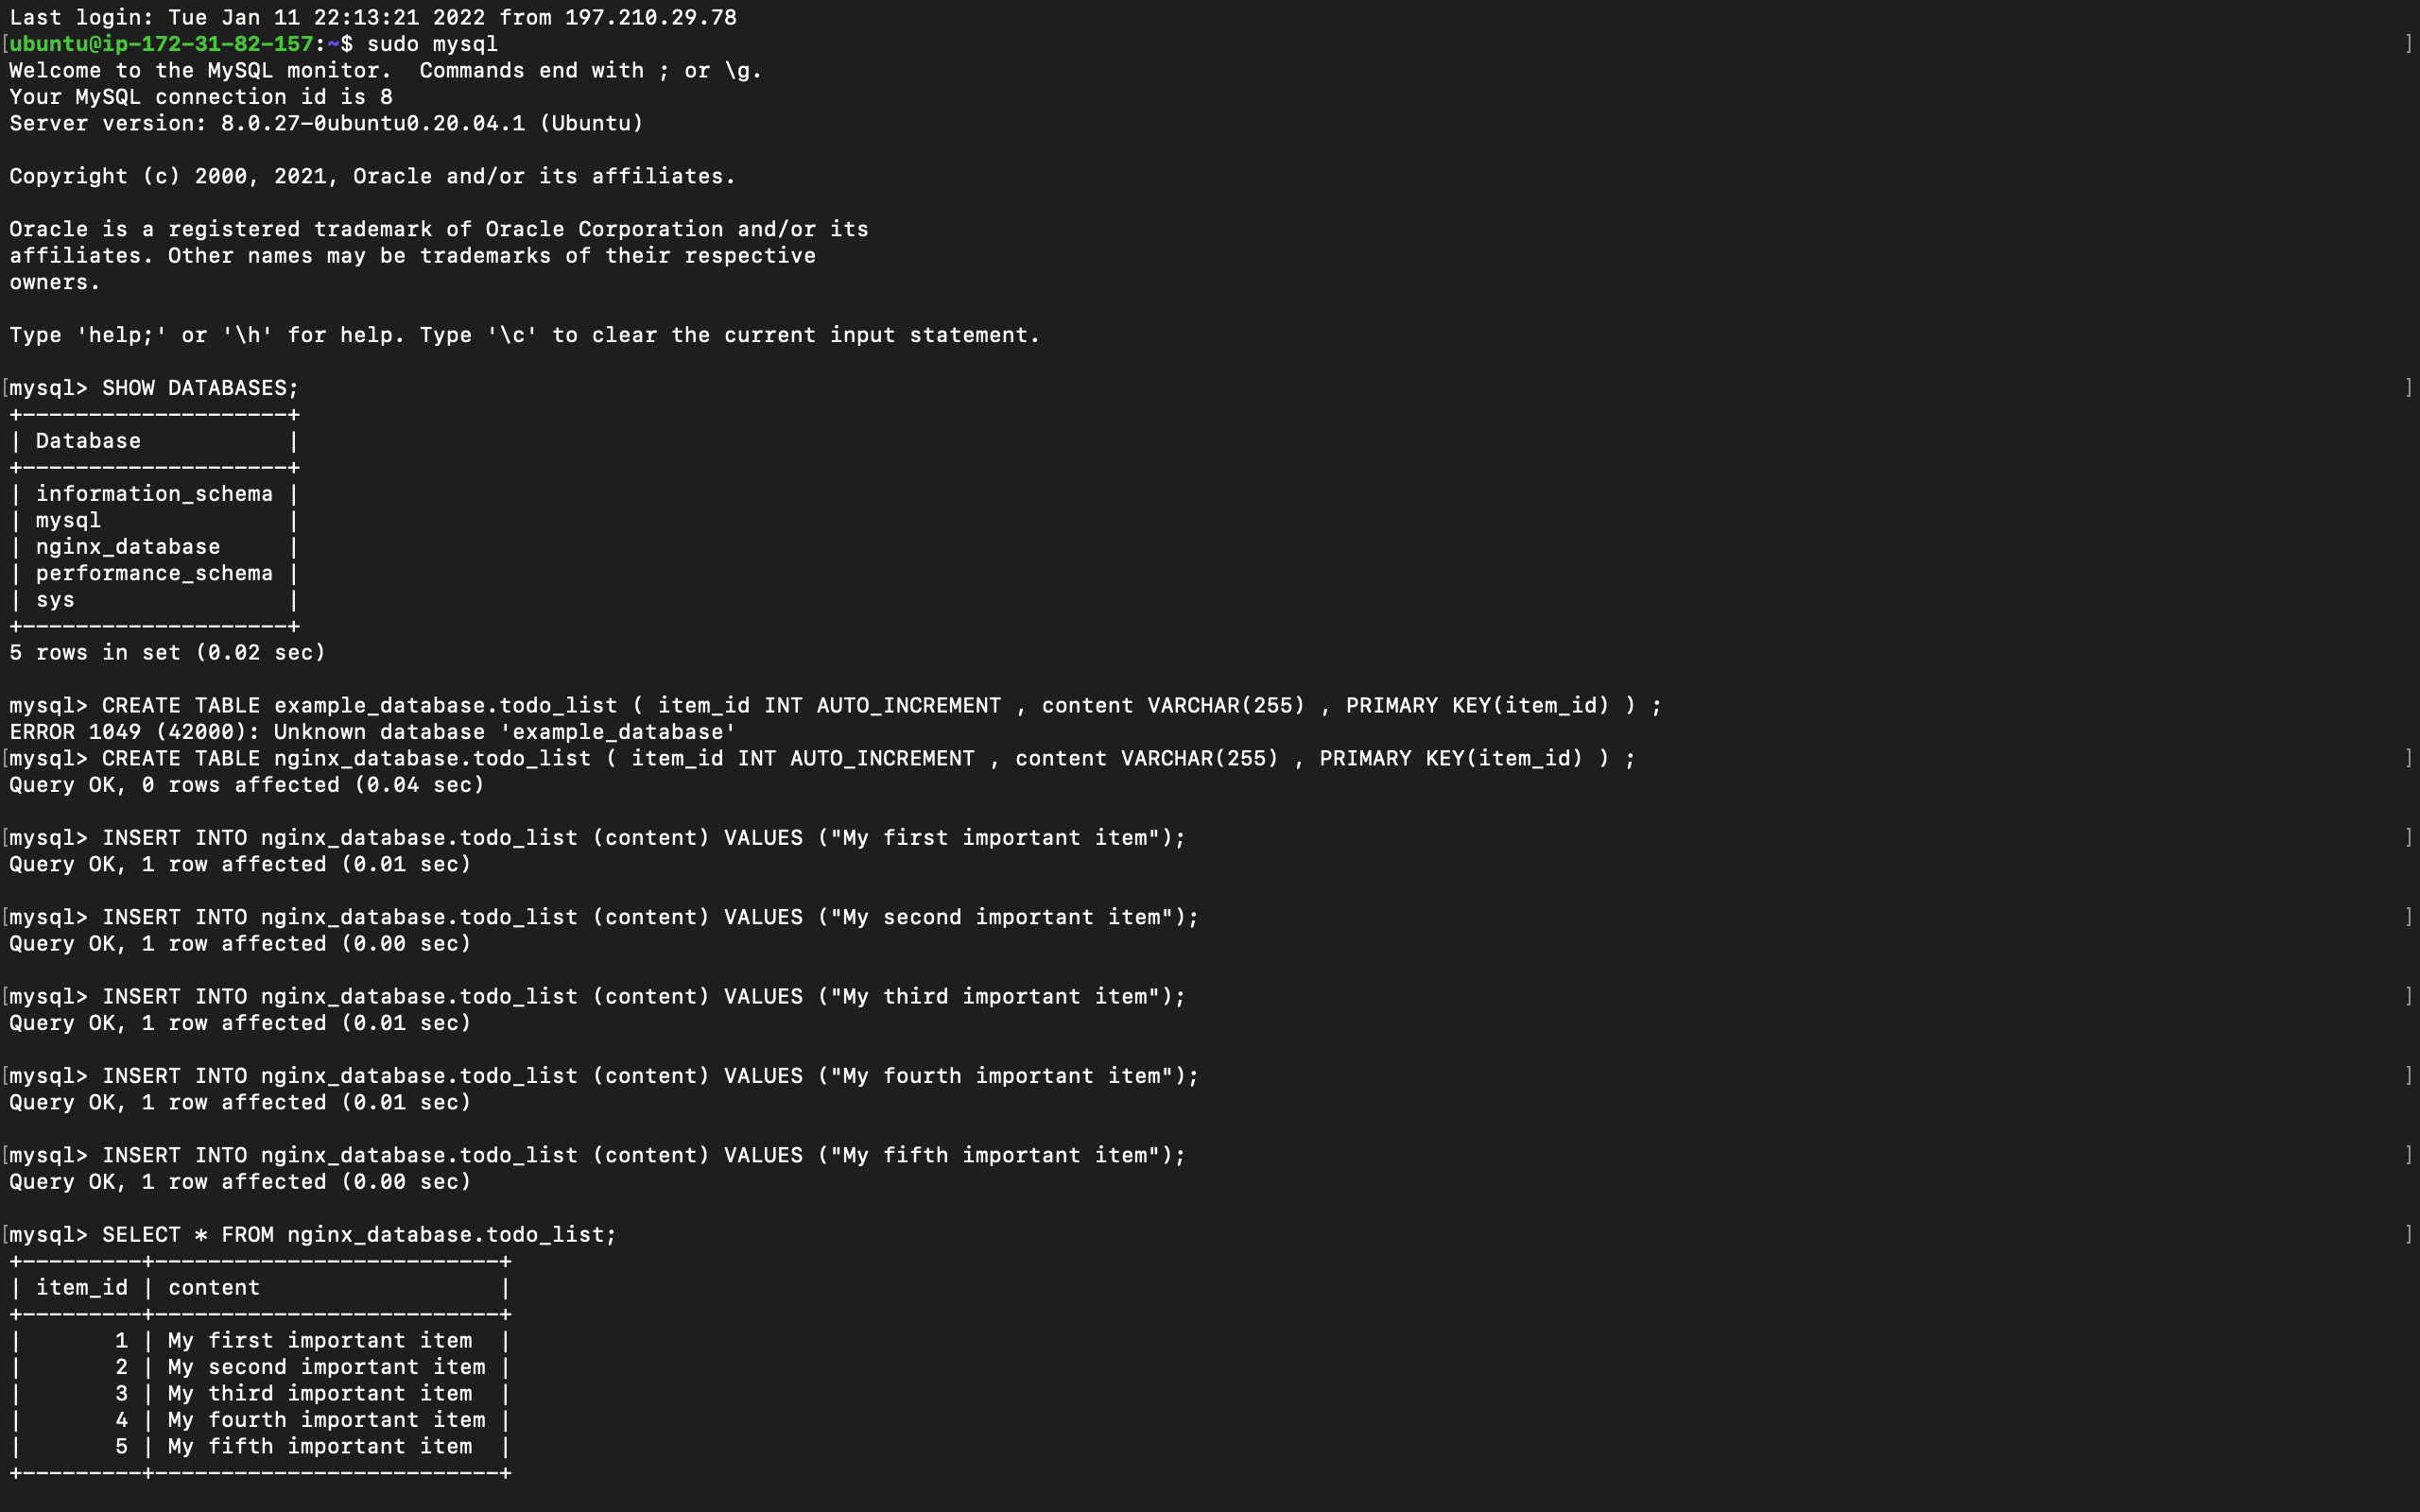 Last login: Tue Jan 11 22:13:21 2022 from 197.210.29.78
[ubuntu@ip-172-31-82-157:~$ sudo mysql ]
Welcome to the MySQL monitor.  Commands end with ; or \g.
Your MySQL connection id is 8
Server version: 8.0.27-0ubuntu0.20.04.1 (Ubuntu)

Copyright (c) 2000, 2021, Oracle and/or its affiliates.

Oracle is a registered trademark of Oracle Corporation and/or its
affiliates. Other names may be trademarks of their respective
owners.

Type 'help;' or '\h' for help. Type '\c' to clear the current input statement.

[mysql> SHOW DATABASES; ]
+--------------------+
| Database           |
+--------------------+
| information_schema |
| mysql              |
| nginx_database     |
| performance_schema |
| sys                |
+--------------------+
5 rows in set (0.02 sec)

mysql> CREATE TABLE example_database.todo_list ( item_id INT AUTO_INCREMENT , content VARCHAR(255) , PRIMARY KEY(item_id) ) ;
ERROR 1049 (42000): Unknown database 'example_database'
[mysql> CREATE TABLE nginx_database.todo_list ( item_id INT AUTO_INCREMENT , content VARCHAR(255) , PRIMARY KEY(item_id) ) ; ]
Query OK, 0 rows affected (0.04 sec)

[mysql> INSERT INTO nginx_database.todo_list (content) VALUES ("My first important item"); ]
Query OK, 1 row affected (0.01 sec)

[mysql> INSERT INTO nginx_database.todo_list (content) VALUES ("My second important item"); ]
Query OK, 1 row affected (0.00 sec)

[mysql> INSERT INTO nginx_database.todo_list (content) VALUES ("My third important item"); ]
Query OK, 1 row affected (0.01 sec)

[mysql> INSERT INTO nginx_database.todo_list (content) VALUES ("My fourth important item"); ]
Query OK, 1 row affected (0.01 sec)

[mysql> INSERT INTO nginx_database.todo_list (content) VALUES ("My fifth important item"); ]
Query OK, 1 row affected (0.00 sec)

[mysql> SELECT * FROM nginx_database.todo_list; ]
+---------+--------------------------+
| item_id | content                  |
+---------+--------------------------+
|       1 | My first important item  |
|       2 | My second important item |
|       3 | My third important item  |
|       4 | My fourth important item |
|       5 | My fifth important item  |
+---------+--------------------------+